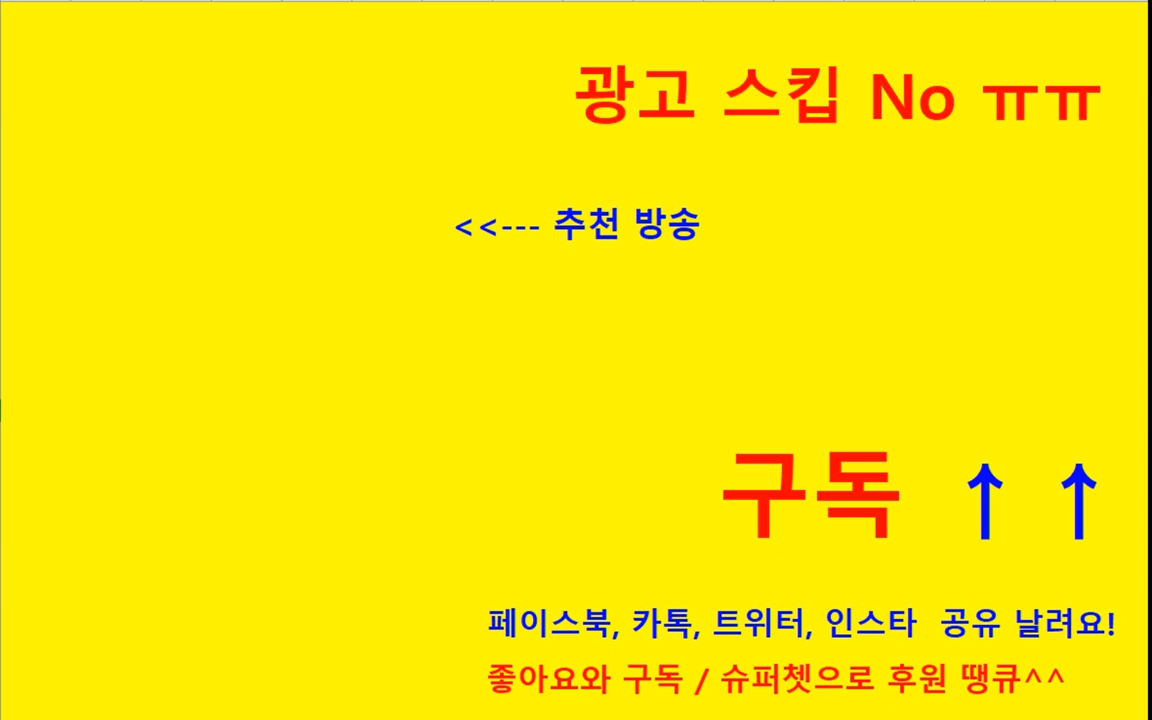 광고 스킵 No ㅠㅠ
<<--- 추천 방송
구독 ↑ ↑
페이스북, 카톡, 트위터, 인스타 공유 날려요!
좋아요와 구독 / 슈퍼쳇으로 후원 땡큐^^